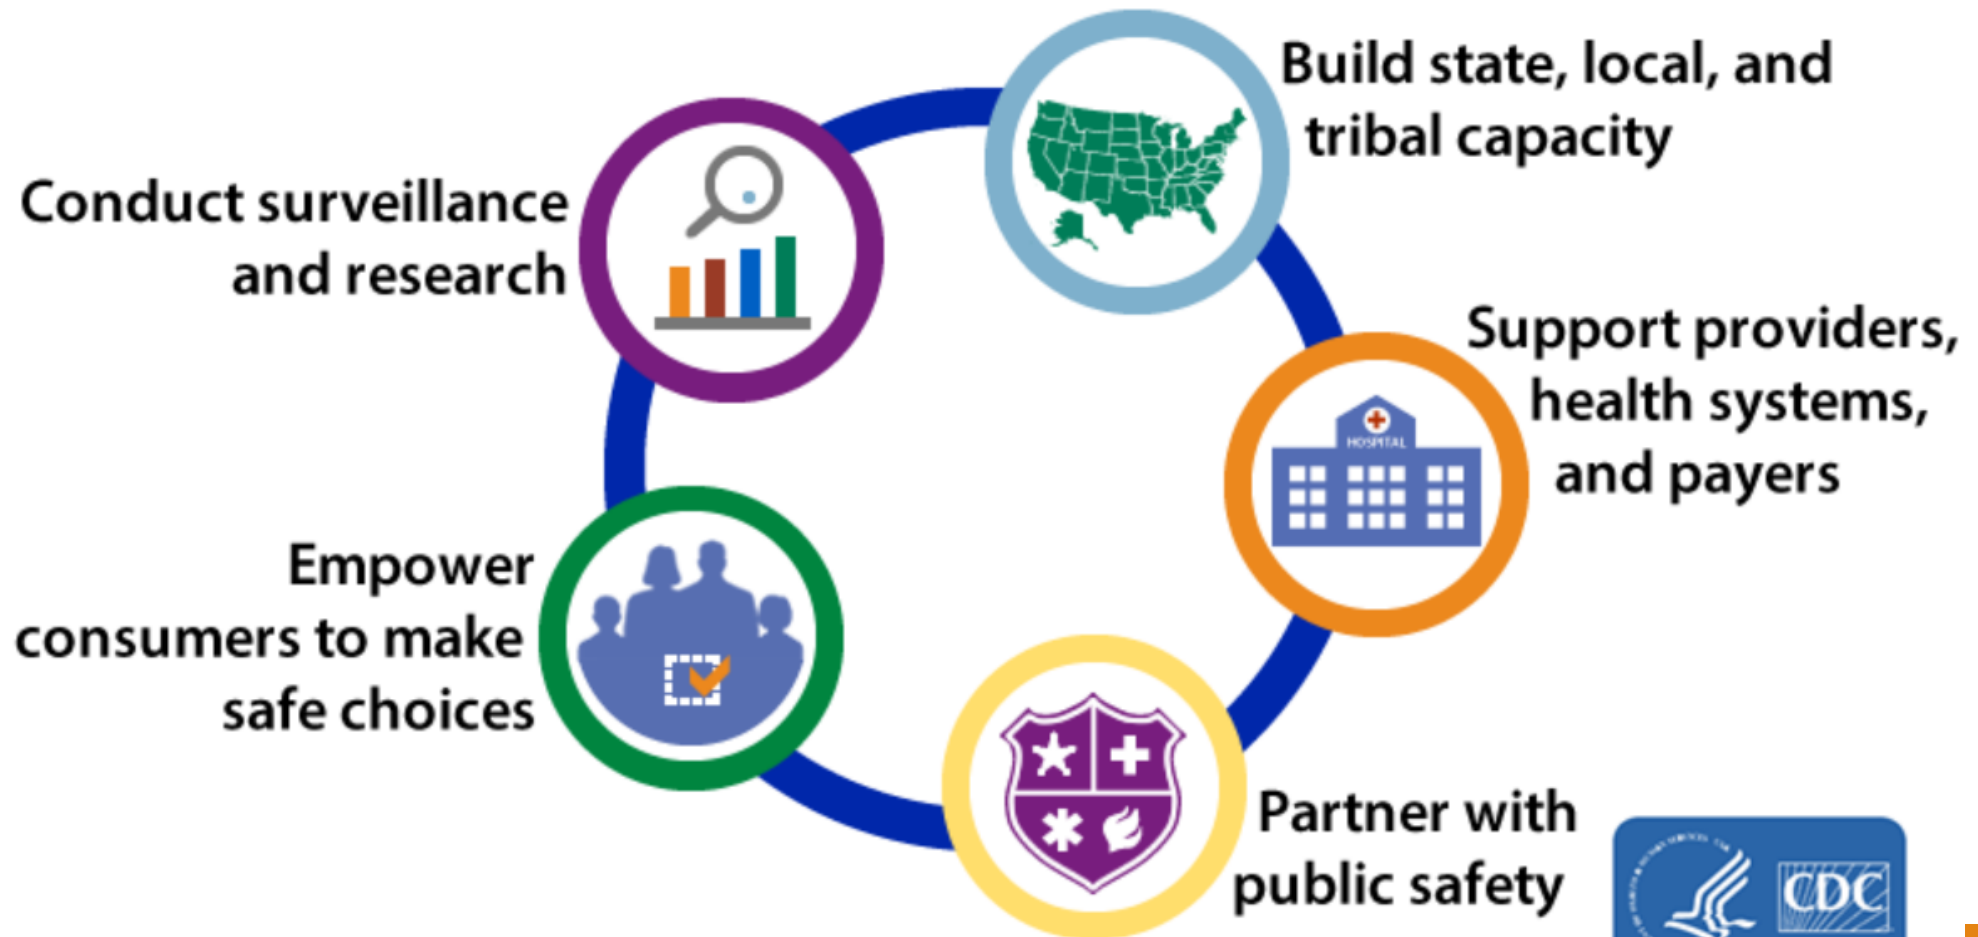 Build state, local, and
tribal capacity
Conduct surveillance
and research
Support providers,
health systems,
and payers
HOSPITAL
Empower
consumers to make
safe choices
Partner with
public safety
CDC